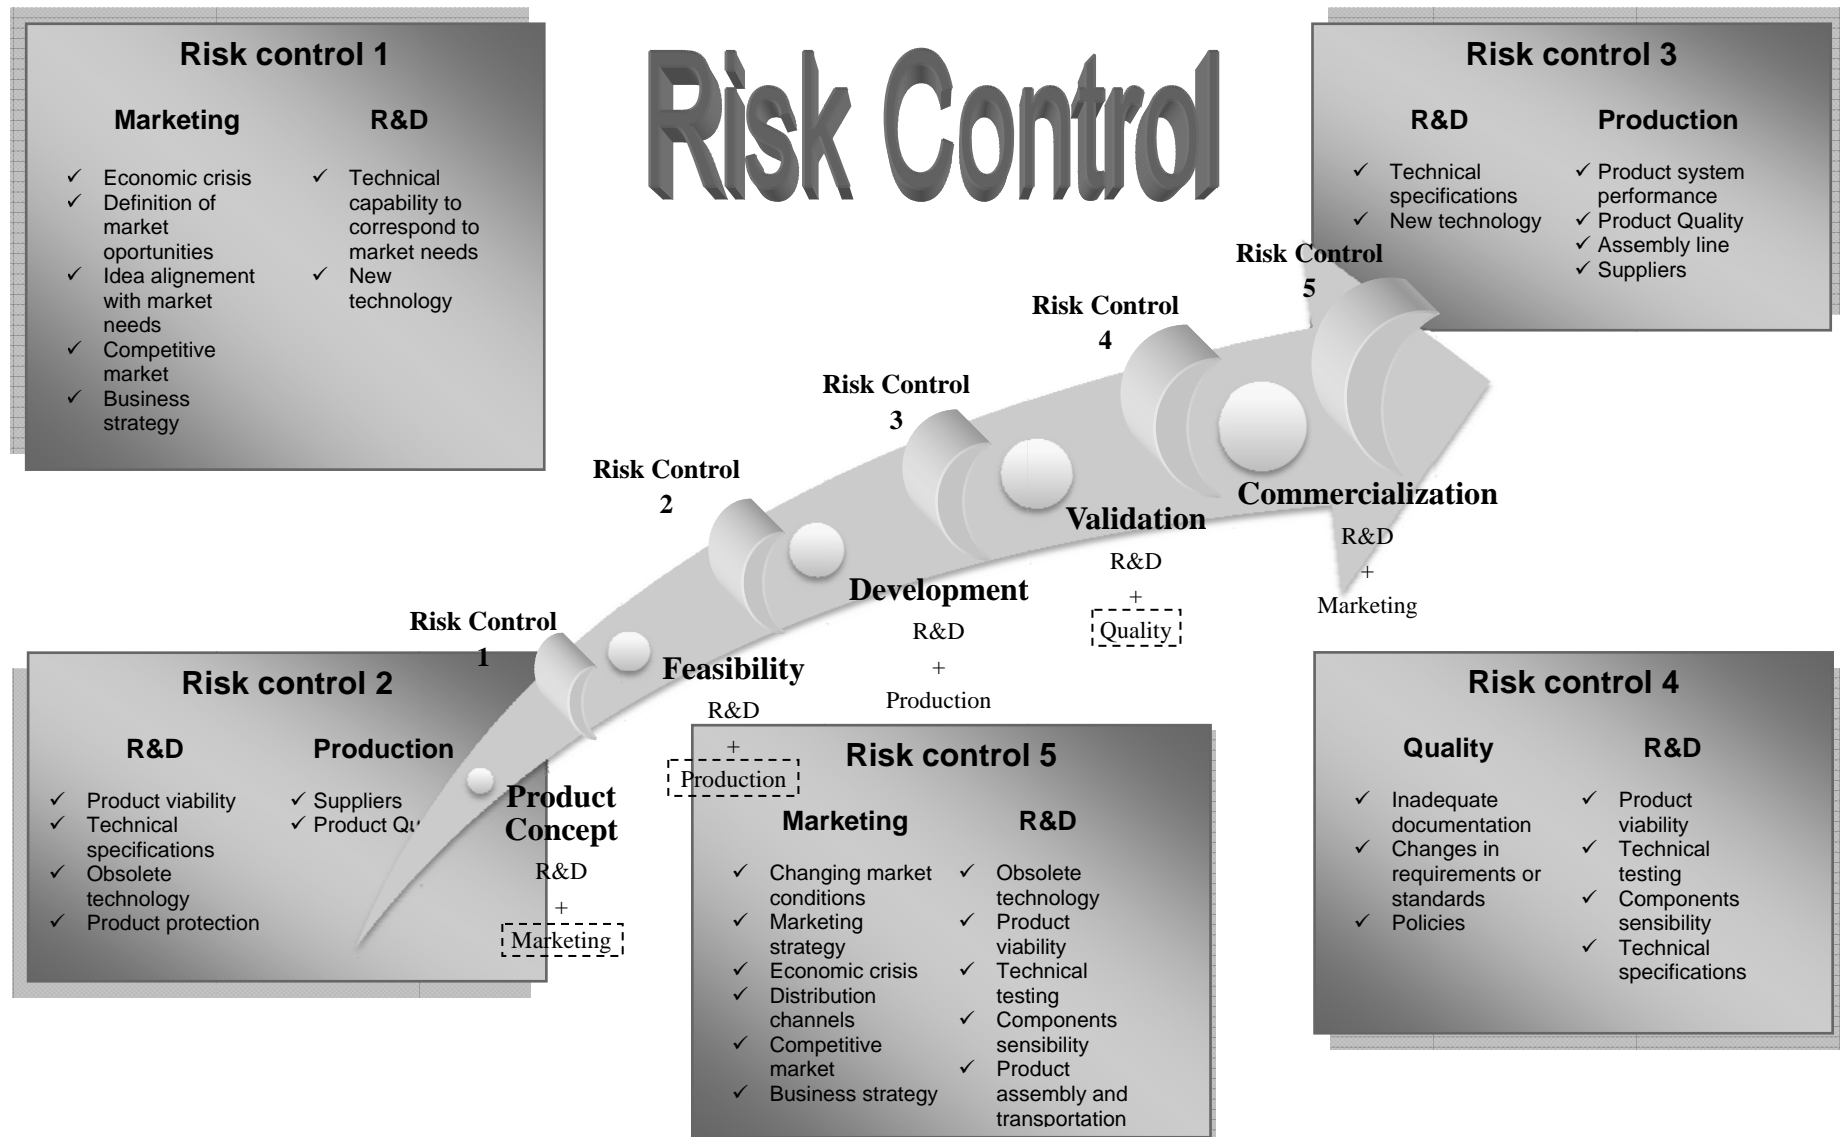 Risk Control
Risk control 1
Marketing
Economic crisis
Definition of
market
oportunities
Idea alignement
with market
needs
Competitive
market
Business
strategy
R&D
Technical
capability to
correspond to
market needs
New
technology
Risk control 3
R&D
Technical
specifications
New technology
Production
Product system
performance
Product Quality
Assembly line
Suppliers
Risk Control
5
Risk Control
4
Risk Control
3
Risk Control
2
Risk Control
1
Commercialization
R&D
+
Marketing
Validation
R&D
+
Quality
Development
R&D
+
Production
Feasibility
R&D
+
Production
Product
Concept
R&D
+
Marketing
Risk control 2
R&D
Product viability
Technical
specifications
Obsolete
technology
Product protection
Production
Suppliers
Product Qu
Risk control 5
Marketing
Changing market
conditions
Marketing
strategy
Economic crisis
Distribution
channels
Competitive
market
Business strategy
R&D
Obsolete
technology
Product
viability
Technical
testing
Components
sensibility
Product
assembly and
transportation
Risk control 4
Quality
Inadequate
documentation
Changes in
requirements or
standards
Policies
R&D
Product
viability
Technical
testing
Components
sensibility
Technical
specifications